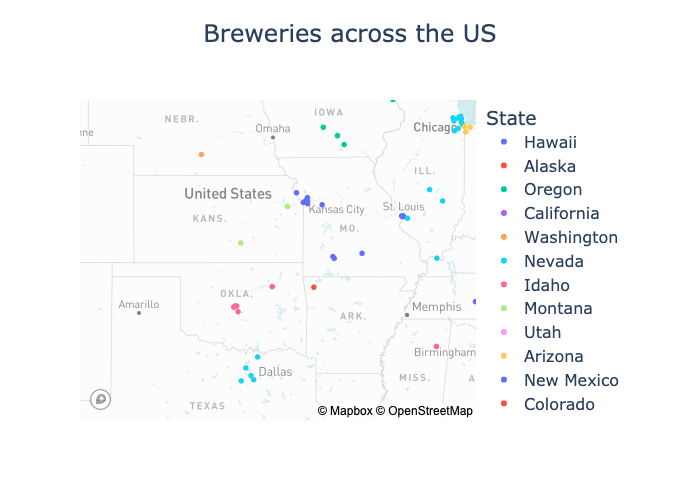 Breweries across the US
NEBR.
IOWA
nne
Omaha
Chicago
United States
ILL.
KANS.
Kansas City
St. Louis
MO.
OKLA.
Amarillo
ARK.
Memphis
Birmingham
MISS.
A
Dallas
TEXAS
© Mapbox © OpenStreetMap
State
Hawaii
Alaska
Oregon
California
Washington
Nevada
Idaho
Montana
Utah
Arizona
New Mexico
Colorado